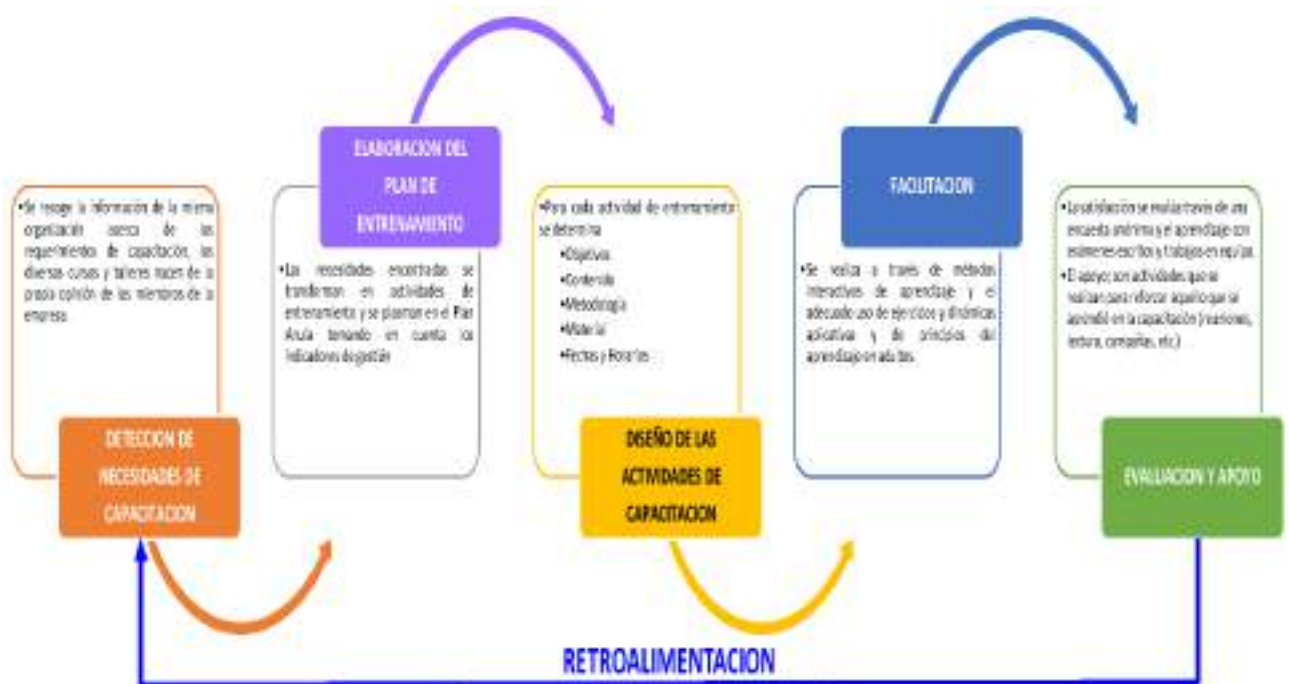 •Se recoge la información de la misma
organización acerca de los
requerimientos de capacitación, los
diversos cursos y talleres nacen de la
propia opinión de los miembros de la
empresa.
DETECCION DE
NECESIDADES DE
CAPACITACION
ELABORACION DEL
PLAN DE
ENTRENAMIENTO
•Las necesidades encontradas se
transforman en actividades de
entrenamiento y se plasman en el Plan
tomando en cuenta los
indicadores de gestión
•Para cada actividad de entrenamiento
se determina
•Objetivos
•Contenido
•Metodología
•Material
•Fechas y Horarios
DISEÑO DE LAS
ACTIVIDADES DE
CAPACITACION
FACILITACION
•Se realiza a través de métodos
interactivos de aprendizaje y el
adecuado uso de ejercicios y dinámicas
aplicativas y de principios del
aprendizaje en adultos.
•La satisfacción se través de una
encuesta anónima y el aprendizaje con
exámenes escritos y trabajos en equipo.
•El apoyo; son actividades que se
realizan para reforzar aquello que se
aprendió en la capacitación (reuniones,
lectura, campañas, etc.)
EVALUACION Y APOYO
RETROALIMENTACION